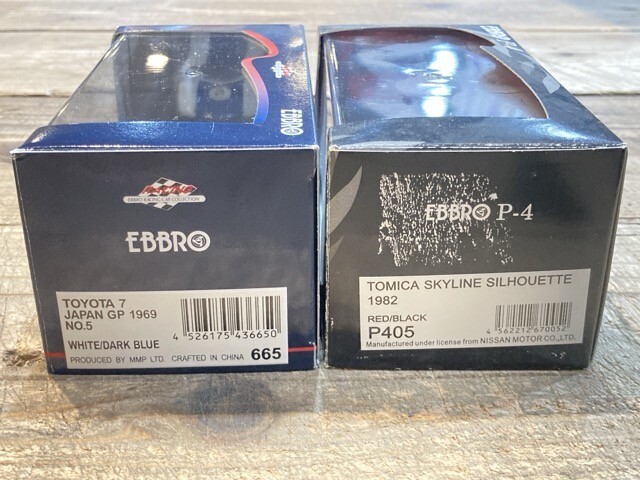 EBBRO
EBBRO RACING CAR COLLECTION
EBBRO
TOYOTA 7
JAPAN GP 1969
NO.5
WHITE/DARK BLUE
4 526175 436650
PRODUCED BY MMP LTD. CRAFTED IN CHINA 665
EBBRO P-4
TOMICA SKYLINE SILHOUETTE
1982
RED/BLACK
P405
4 562212 670052
Manufactured under license from NISSAN MOTOR CO.,LTD.